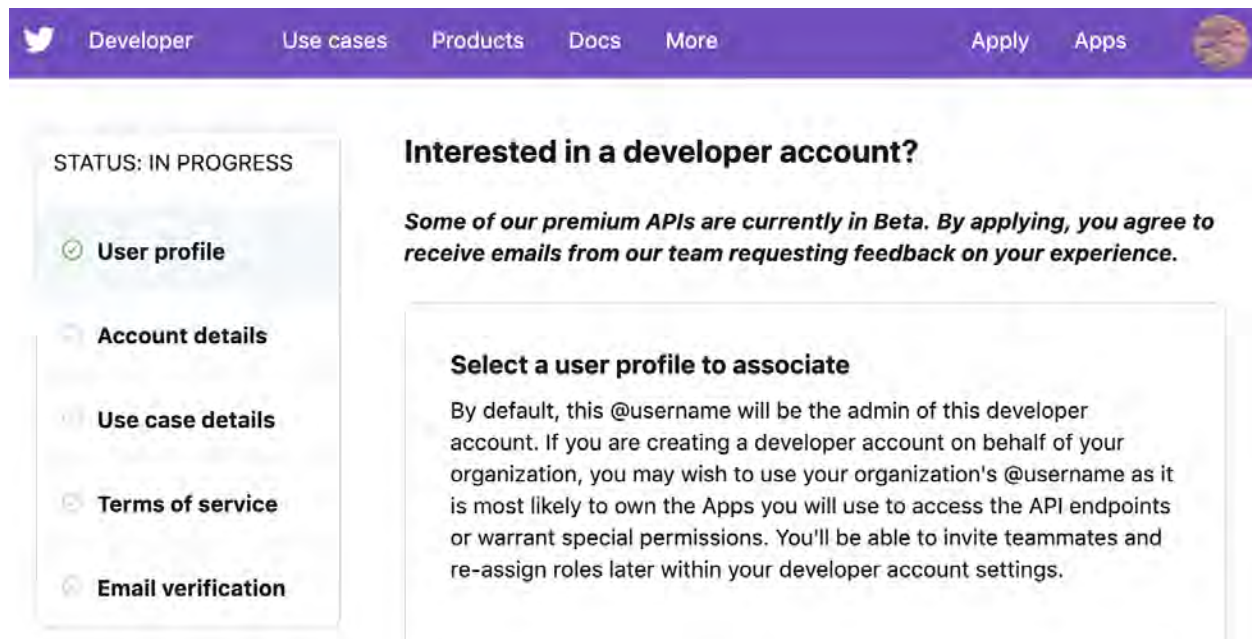 Developer Use cases Products Docs More Apply Apps
STATUS: IN PROGRESS
User profile
Account details
Use case details
Terms of service
Email verification
Interested in a developer account?
Some of our premium APIs are currently in Beta. By applying, you agree to
receive emails from our team requesting feedback on your experience.
Select a user profile to associate
By default, this @username will be the admin of this developer
account. If you are creating a developer account on behalf of your
organization, you may wish to use your organization's @username as it
is most likely to own the Apps you will use to access the API endpoints
or warrant special permissions. You'll be able to invite teammates and
re-assign roles later within your developer account settings.